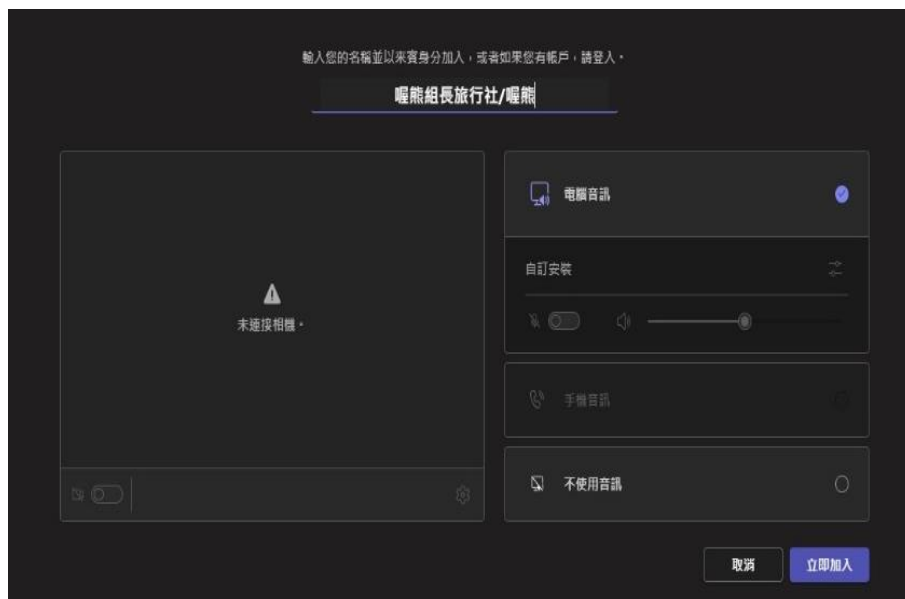 輸入您的名稱並以來賓身分加入，或者如果您有帳戶，請登入。
喔熊組長旅行社/喔熊
電腦音訊
自訂安裝
未連接相機。
手機音訊
不使用音訊
取消
立即加入